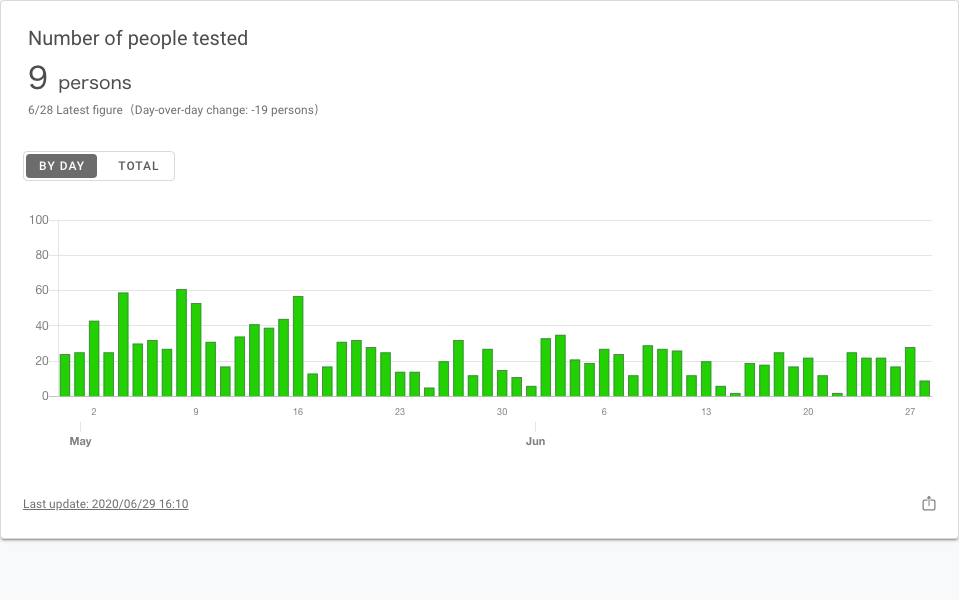 Number of people tested
9 persons
6/28 Latest figure（Day-over-day change: -19 persons）
BY DAY TOTAL
100
80
60
40
20
0
2 9 16 23 30 6 13 20 27
May Jun
Last update: 2020/06/29 16:10